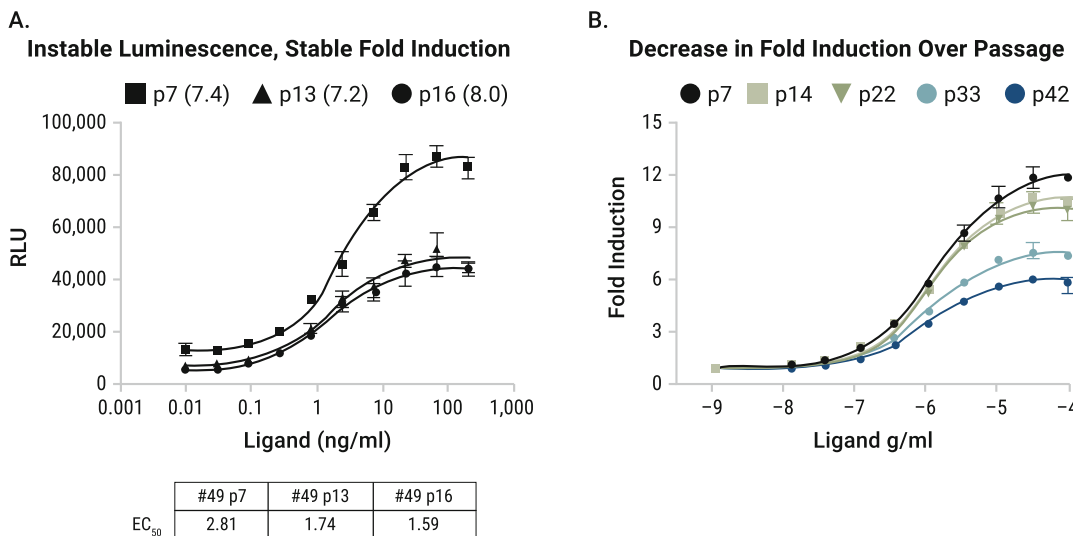 A.
Instable Luminescence, Stable Fold Induction
p7 (7.4) p13 (7.2) p16 (8.0)
RLU
100,000
80,000
60,000
40,000
20,000
0
0.001 0.01 0.1 1 10 100 1,000
Ligand (ng/ml)
#49 p7 #49 p13 #49 p16
EC50 2.81 1.74 1.59
B.
Decrease in Fold Induction Over Passage
p7 p14 p22 p33 p42
Fold Induction
15
12
9
6
3
0
−9 −8 −7 −6 −5 −4
Ligand g/ml